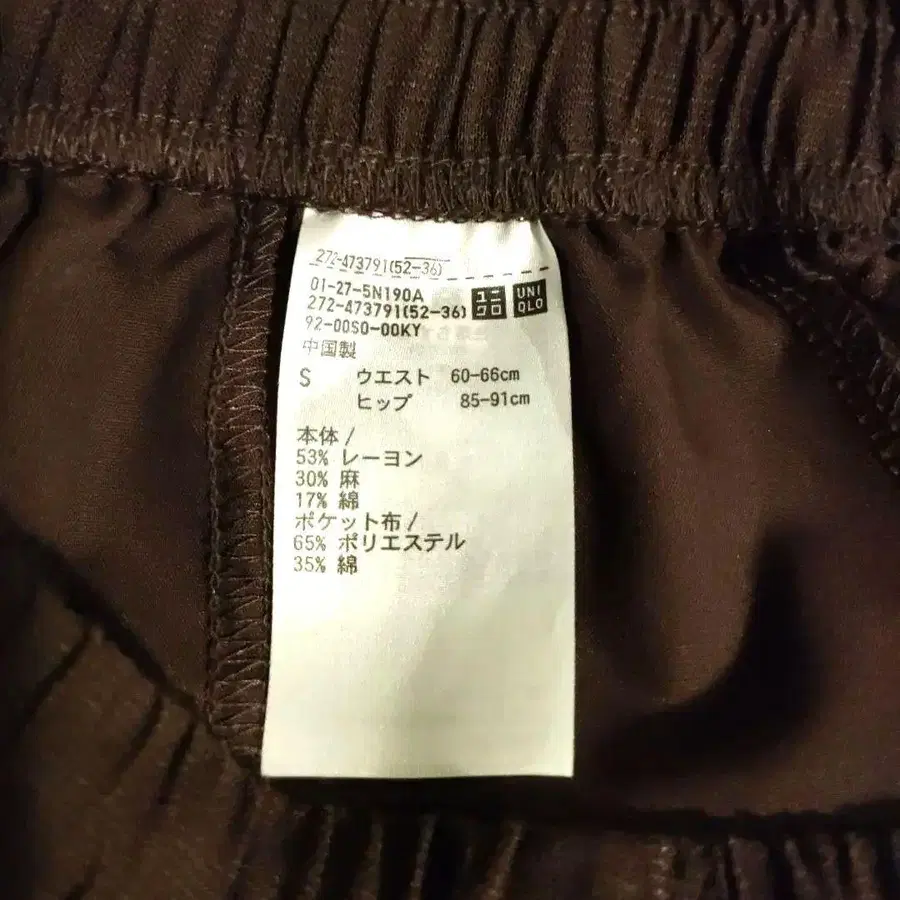 272-473791(52-36)
01-27-5N190A
272-473791(52-36)
92-00S0-00KY
ユニクロ
UNIQLO
中国製
S ウエスト 60-66cm
ヒップ 85-91cm
本体/
53% レーヨン
30% 麻
17% 綿
ポケット布/
65% ポリエステル
35% 綿